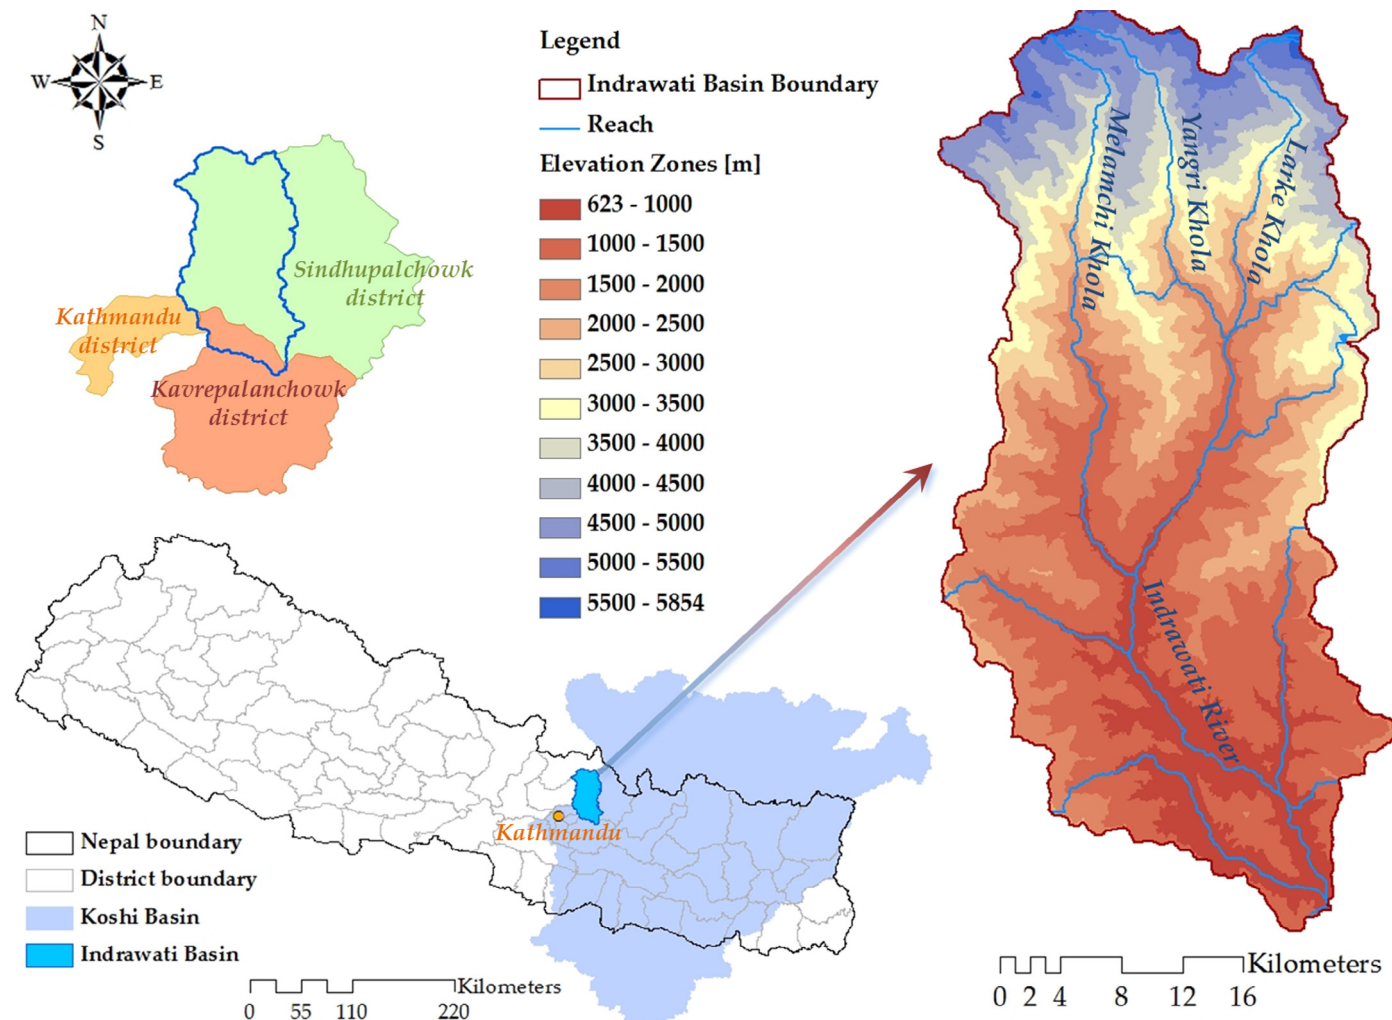 N
W
E
S
Sindhupalchowk
district
Kathmandu
district
Kavrepalanchowk
district
Legend
Indrawati Basin Boundary
Reach
Elevation Zones [m]
623 - 1000
1000 - 1500
1500 - 2000
2000 - 2500
2500 - 3000
3000 - 3500
3500 - 4000
4000 - 4500
4500 - 5000
5000 - 5500
5500 - 5854
Melamchi Khola
Yangri Khola
Larke Khola
Indrawati River
Kathmandu
Nepal boundary
District boundary
Koshi Basin
Indrawati Basin
Kilometers
0 55 110 220
Kilometers
0 2 4 8 12 16